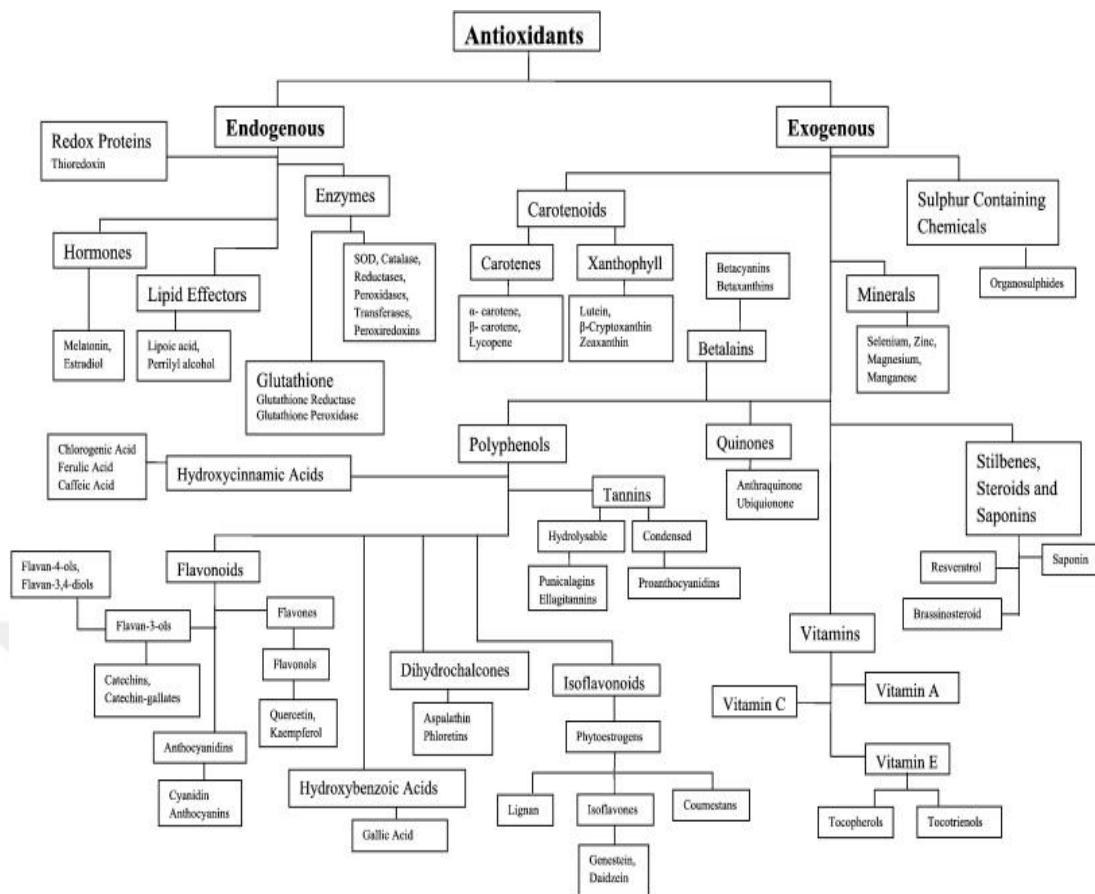 Antioxidants
Endogenous
Exogenous
Redox Proteins
Thioredoxin
Enzymes
SOD, Catalase,
Reductases,
Peroxidases,
Transferases,
Peroxiredoxins
Glutathione
Glutathione Reductase
Glutathione Peroxidase
Hormones
Melatonin,
Estradiol
Lipid Effectors
Lipoic acid,
Perrilyl alcohol
Carotenoids
Carotenes
α- carotene,
β- carotene,
Lycopene
Xanthophyll
Lutein,
β-Cryptoxanthin
Zeaxanthin
Betacyanins
Betaxanthins
Betalains
Minerals
Selenium, Zinc,
Magnesium,
Manganese
Sulphur Containing
Chemicals
Organosulphides
Polyphenols
Quinones
Anthraquinone
Ubiquionone
Stilbenes,
Steroids and
Saponins
Resveratrol
Saponin
Brassinosteroid
Chlorogenic Acid
Ferulic Acid
Caffeic Acid
Hydroxycinnamic Acids
Tannins
Hydrolysable
Condensed
Punicalagins
Ellagitannins
Proanthocyanidins
Flavonoids
Flavan-4-ols,
Flavan-3,4-diols
Flavan-3-ols
Catechins,
Catechin-gallates
Flavones
Flavonols
Quercetin,
Kaempferol
Anthocyanidins
Cyanidin
Anthocyanins
Hydroxybenzoic Acids
Gallic Acid
Dihydrochalcones
Aspalathin
Phloretins
Isoflavonoids
Phytoestrogens
Lignan
Isoflavones
Coumestans
Genestein,
Daidzein
Vitamins
Vitamin C
Vitamin A
Vitamin E
Tocopherols
Tocotrienols